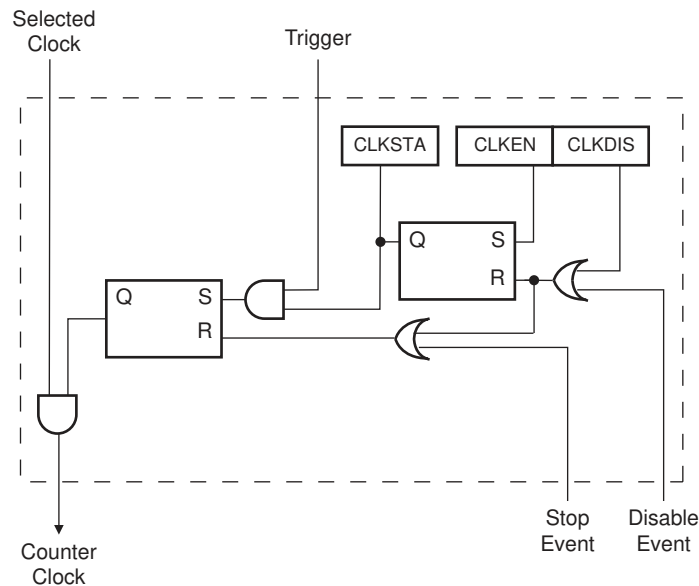 Selected
Clock
Trigger
CLKSTA
CLKEN
CLKDIS
Q
S
R
Q
S
R
Stop
Event
Disable
Event
Counter
Clock